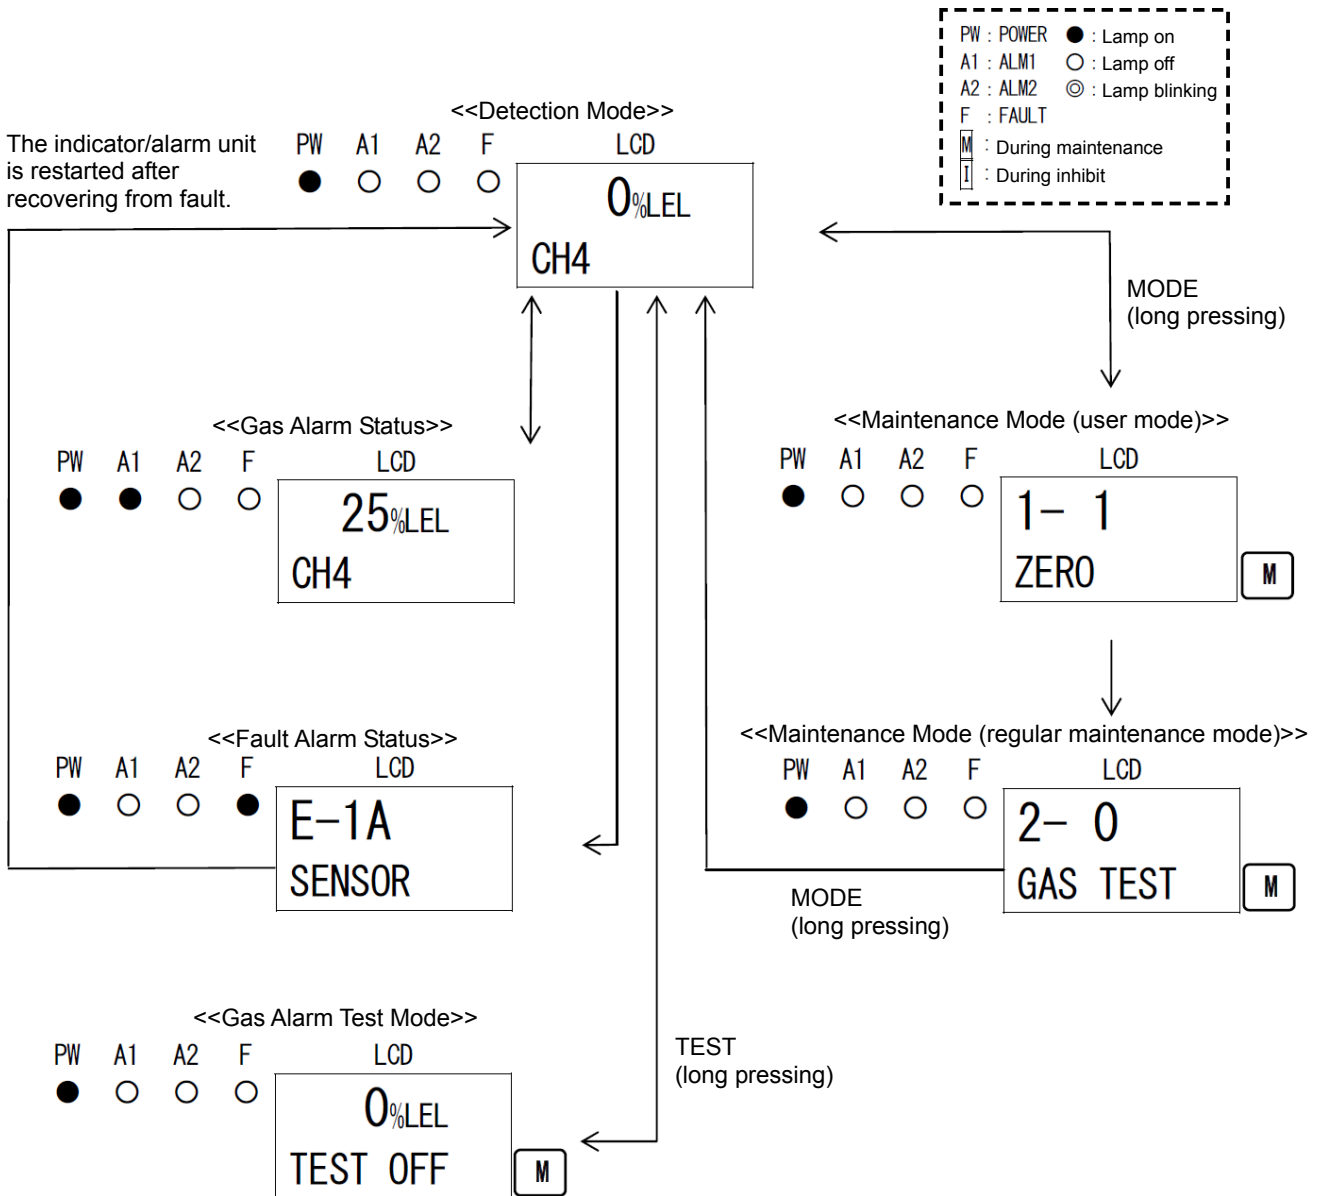 PW : POWER ● : Lamp on
A1 : ALM1 ○ : Lamp off
A2 : ALM2 ◎ : Lamp blinking
F : FAULT
M : During maintenance
I : During inhibit
<<Detection Mode>>
The indicator/alarm unit
is restarted after
recovering from fault.
PW A1 A2 F LCD
● ○ ○ ○
0%LEL
CH4
MODE
(long pressing)
<<Gas Alarm Status>>
PW A1 A2 F LCD
● ● ○ ○
25%LEL
CH4
<<Maintenance Mode (user mode)>>
PW A1 A2 F LCD
● ○ ○ ○
1- 1
ZERO
M
<<Fault Alarm Status>>
PW A1 A2 F LCD
● ○ ○ ●
E-1A
SENSOR
<<Maintenance Mode (regular maintenance mode)>>
PW A1 A2 F LCD
● ○ ○ ○
2- 0
GAS TEST
M
MODE
(long pressing)
<<Gas Alarm Test Mode>>
PW A1 A2 F LCD
● ○ ○ ○
0%LEL
TEST OFF
M
TEST
(long pressing)